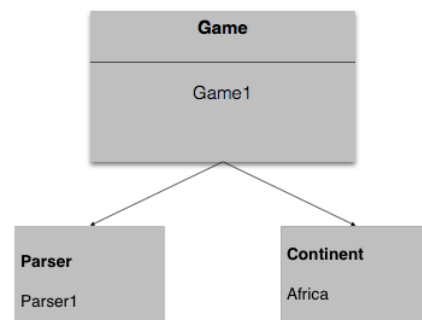 Game
Game1
Parser
Parser1
Continent
Africa